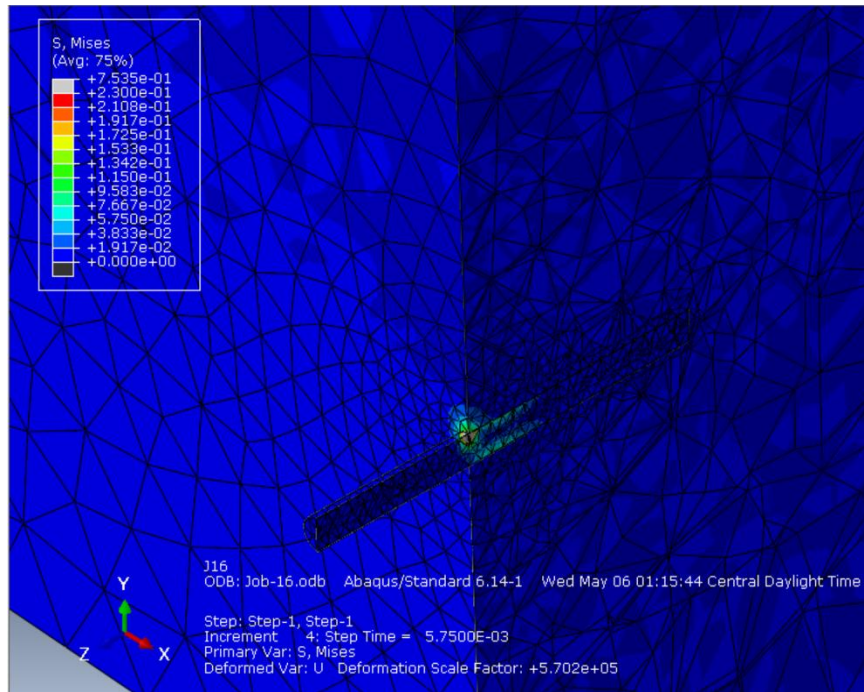 S, Mises
(Avg: 75%)
+7.535e-01
+2.300e-01
+2.108e-01
+1.917e-01
+1.725e-01
+1.533e-01
+1.342e-01
+1.150e-01
+9.583e-02
+7.667e-02
+5.750e-02
+3.833e-02
+1.917e-02
+0.000e+00
J16
ODB: Job-16.odb Abaqus/Standard 6.14-1 Wed May 06 01:15:44 Central Daylight Time
Step: Step-1, Step-1
Increment 4: Step Time = 5.7500E-03
Primary Var: S, Mises
Deformed Var: U Deformation Scale Factor: +5.702e+05
Y
Z
X